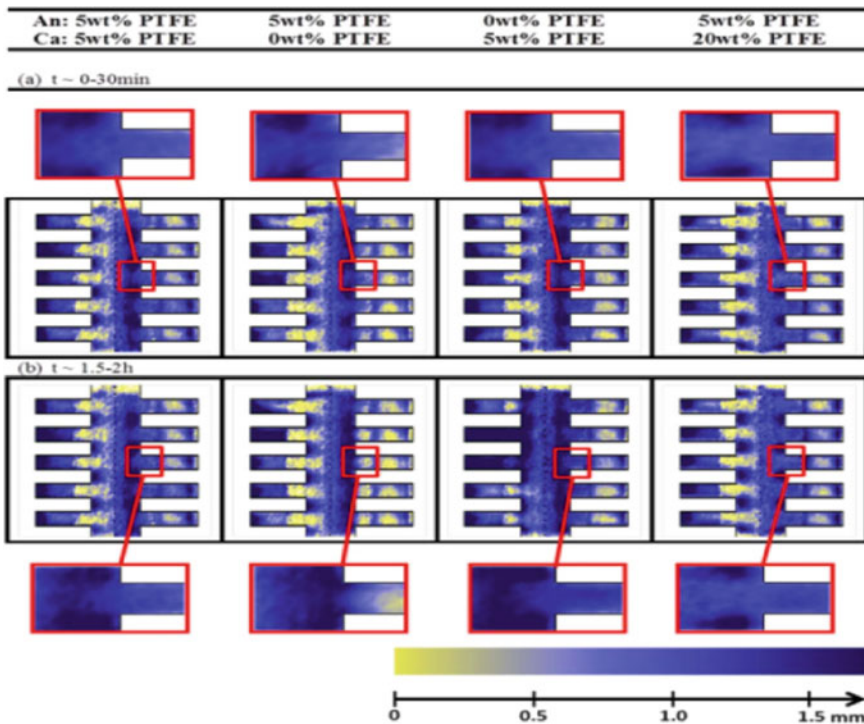 An: 5wt% PTFE 5wt% PTFE 0wt% PTFE 5wt% PTFE
Ca: 5wt% PTFE 0wt% PTFE 5wt% PTFE 20wt% PTFE
(a) t ~ 0-30min
(b) t ~ 1.5-2h
0 0.5 1.0 1.5 mm